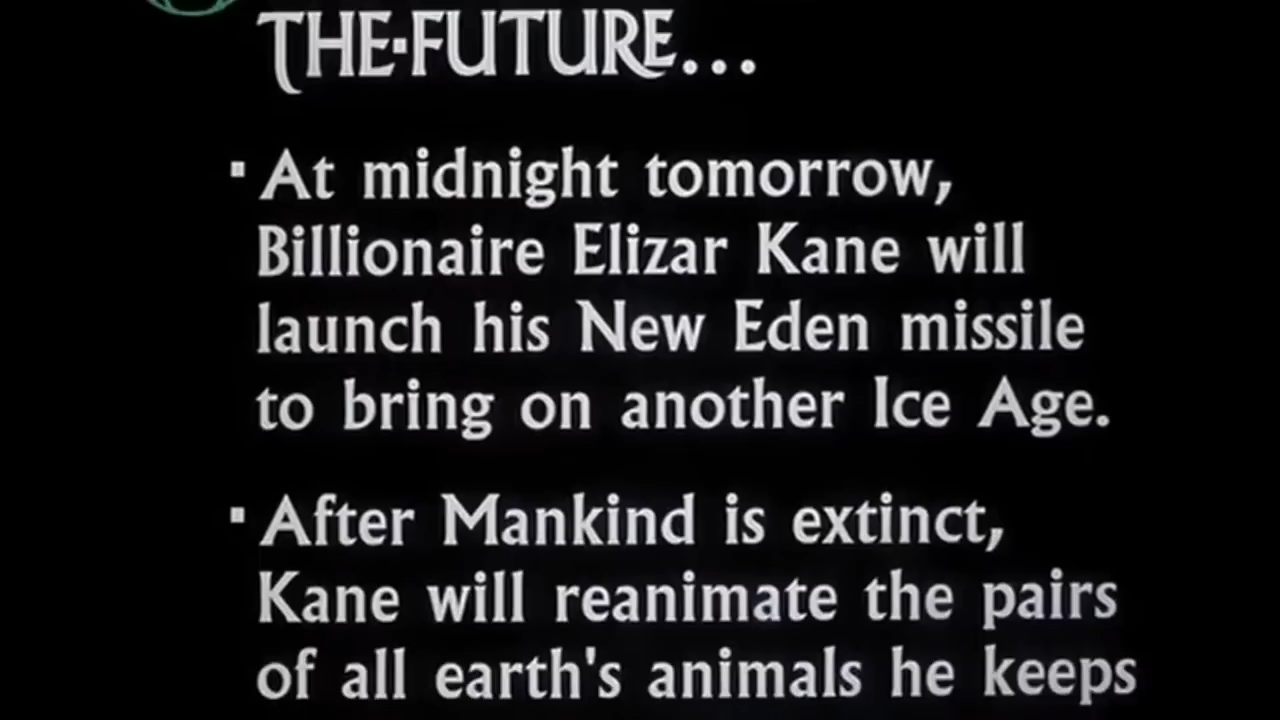 THE·FUTURE...
▪ At midnight tomorrow,
Billionaire Elizar Kane will
launch his New Eden missile
to bring on another Ice Age.
▪ After Mankind is extinct,
Kane will reanimate the pairs
of all earth's animals he keeps